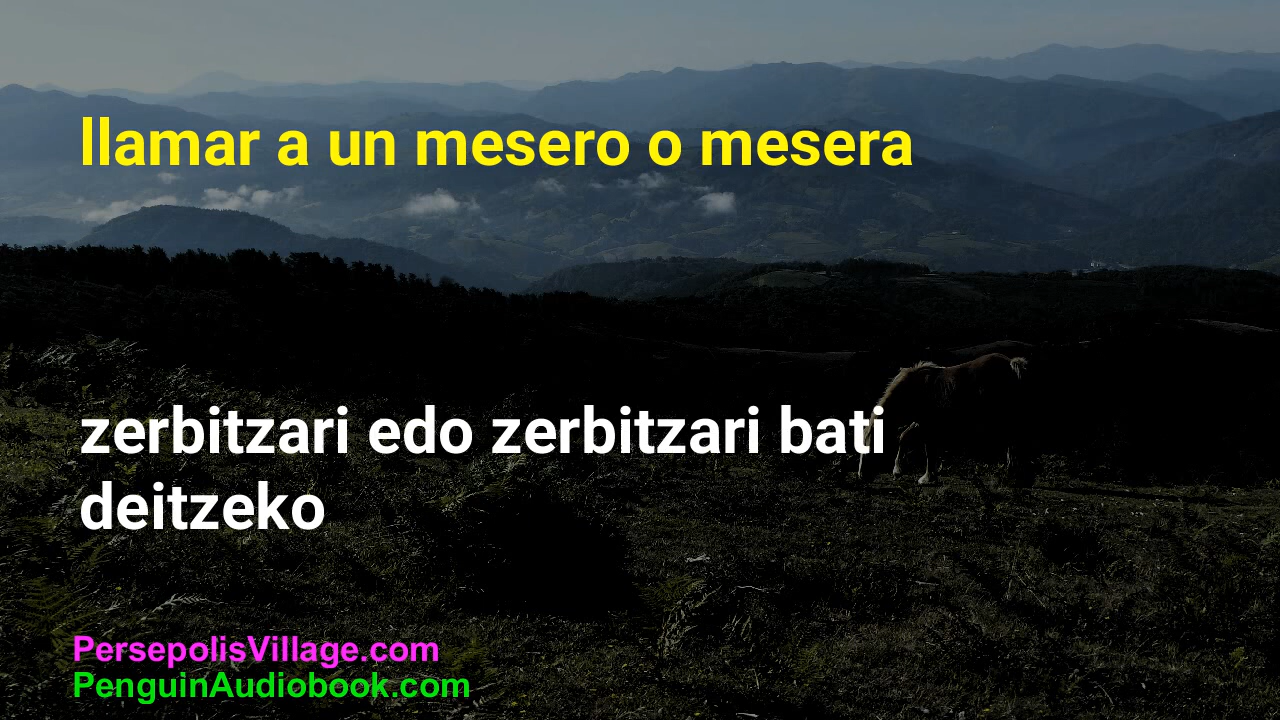 llamar a un mesero o mesera
zerbitzari edo zerbitzari bati
deitzeko
PersepolisVillage.com
PenguinAudiobook.com